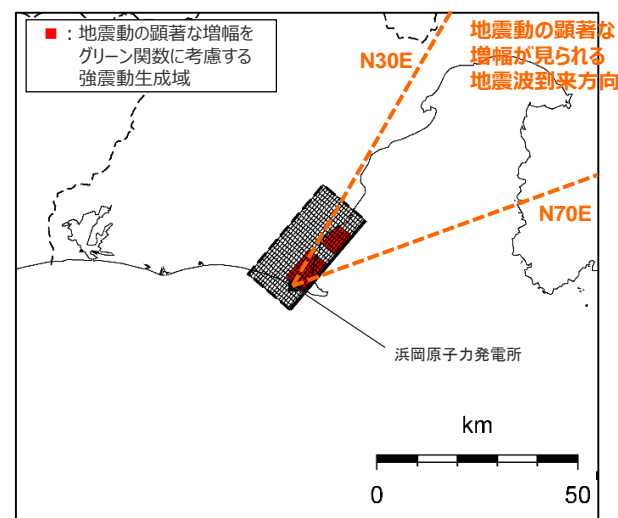 ■ : 地震動の顕著な増幅を
グリーン関数に考慮する
強震動生成域
地震動の顕著な
増幅が見られる
地震波到来方向
N30E
N70E
浜岡原子力発電所
km
0 50